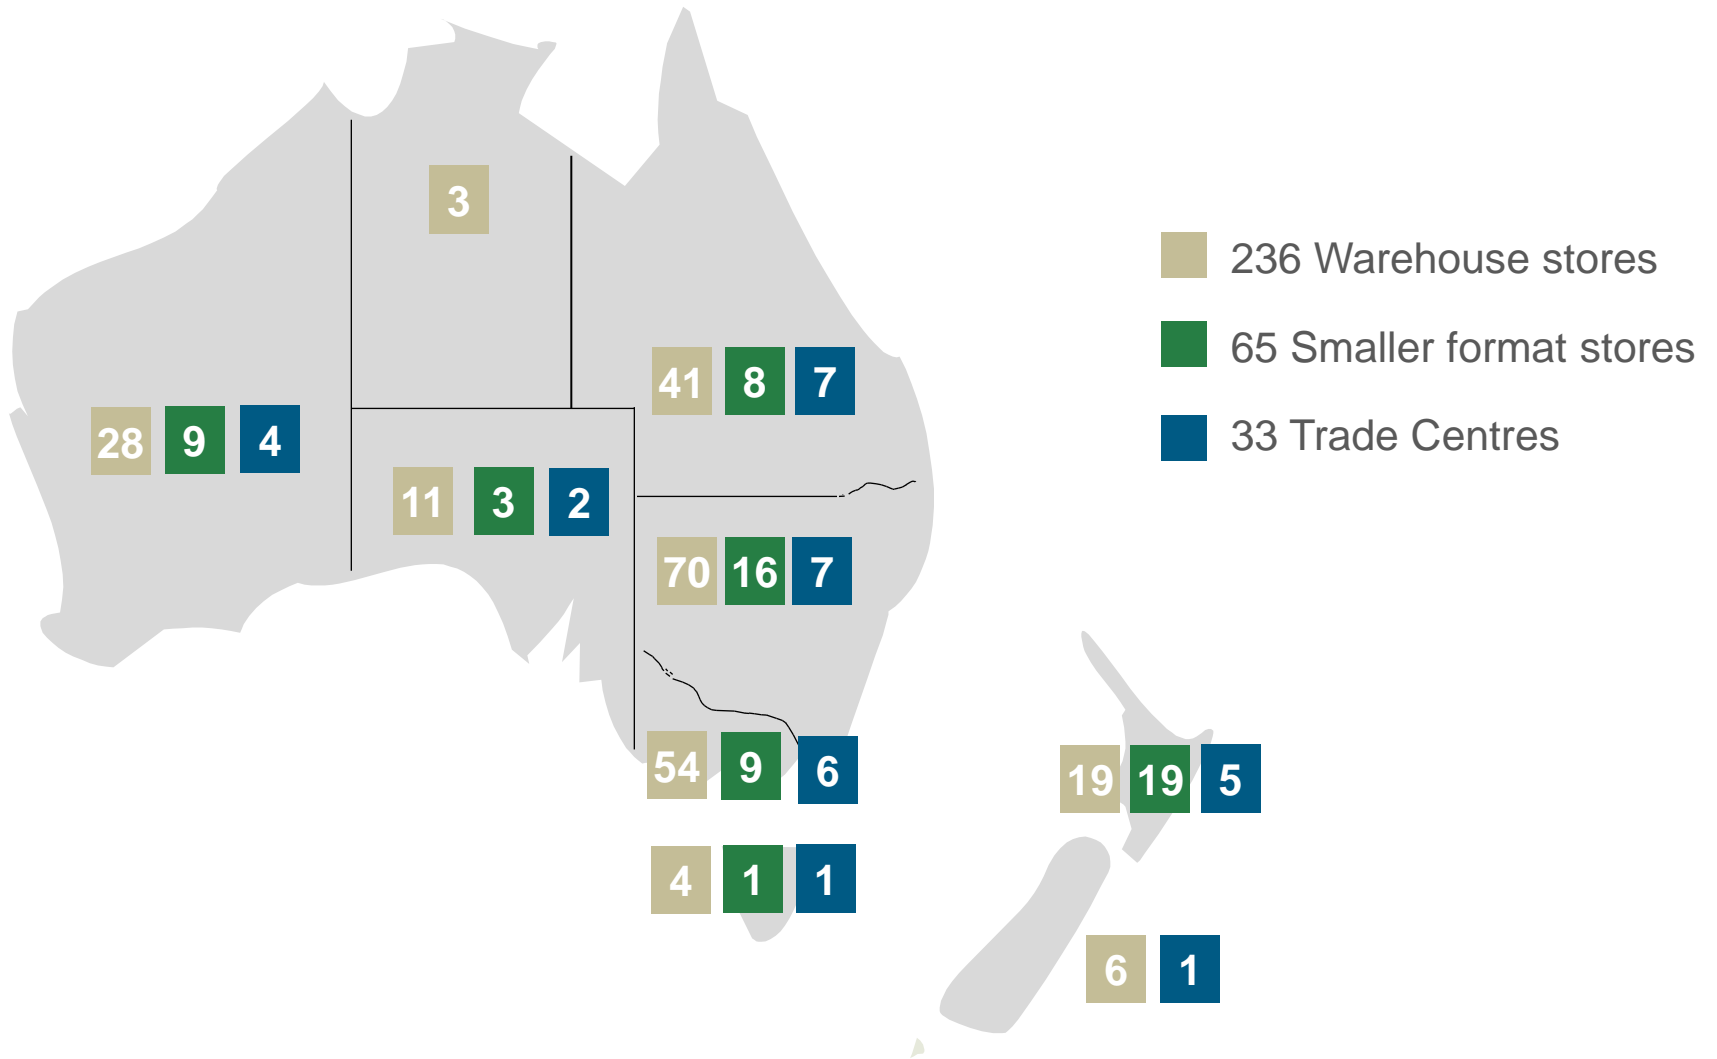 3
236 Warehouse stores
65 Smaller format stores
33 Trade Centres
41 8 7
28 9 4
11 3 2
70 16 7
54 9 6
19 19 5
4 1 1
6 1